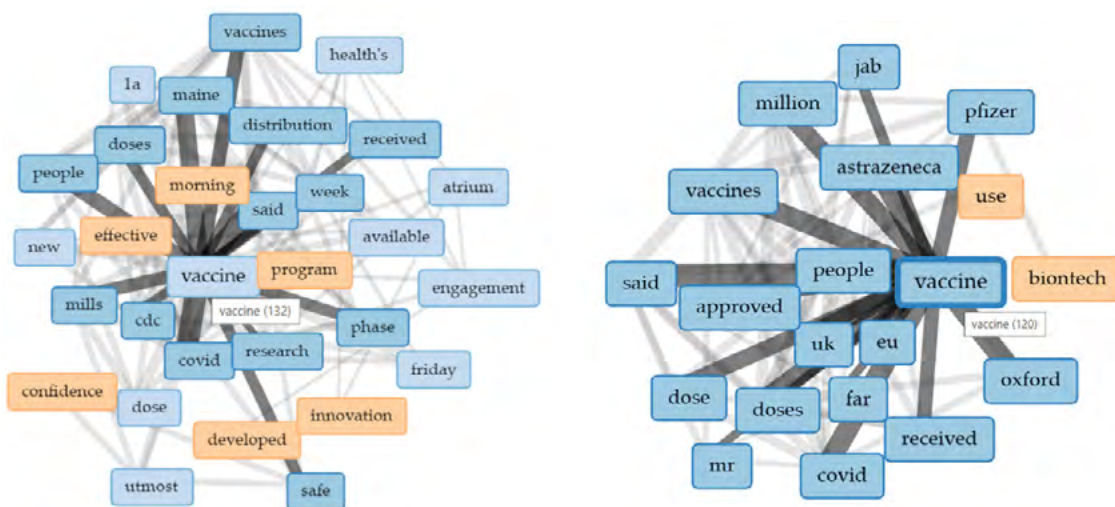 vaccines
health's
1a
maine
distribution
doses
received
people
morning
week
atrium
said
effective
new
available
vaccine
program
engagement
mills
vaccine (132)
cdc
phase
covid
research
friday
confidence
dose
innovation
developed
utmost
safe
jab
million
pfizer
astrazeneca
vaccines
use
people
vaccine
biontech
said
approved
vaccine (120)
uk
eu
oxford
dose
doses
far
received
mr
covid